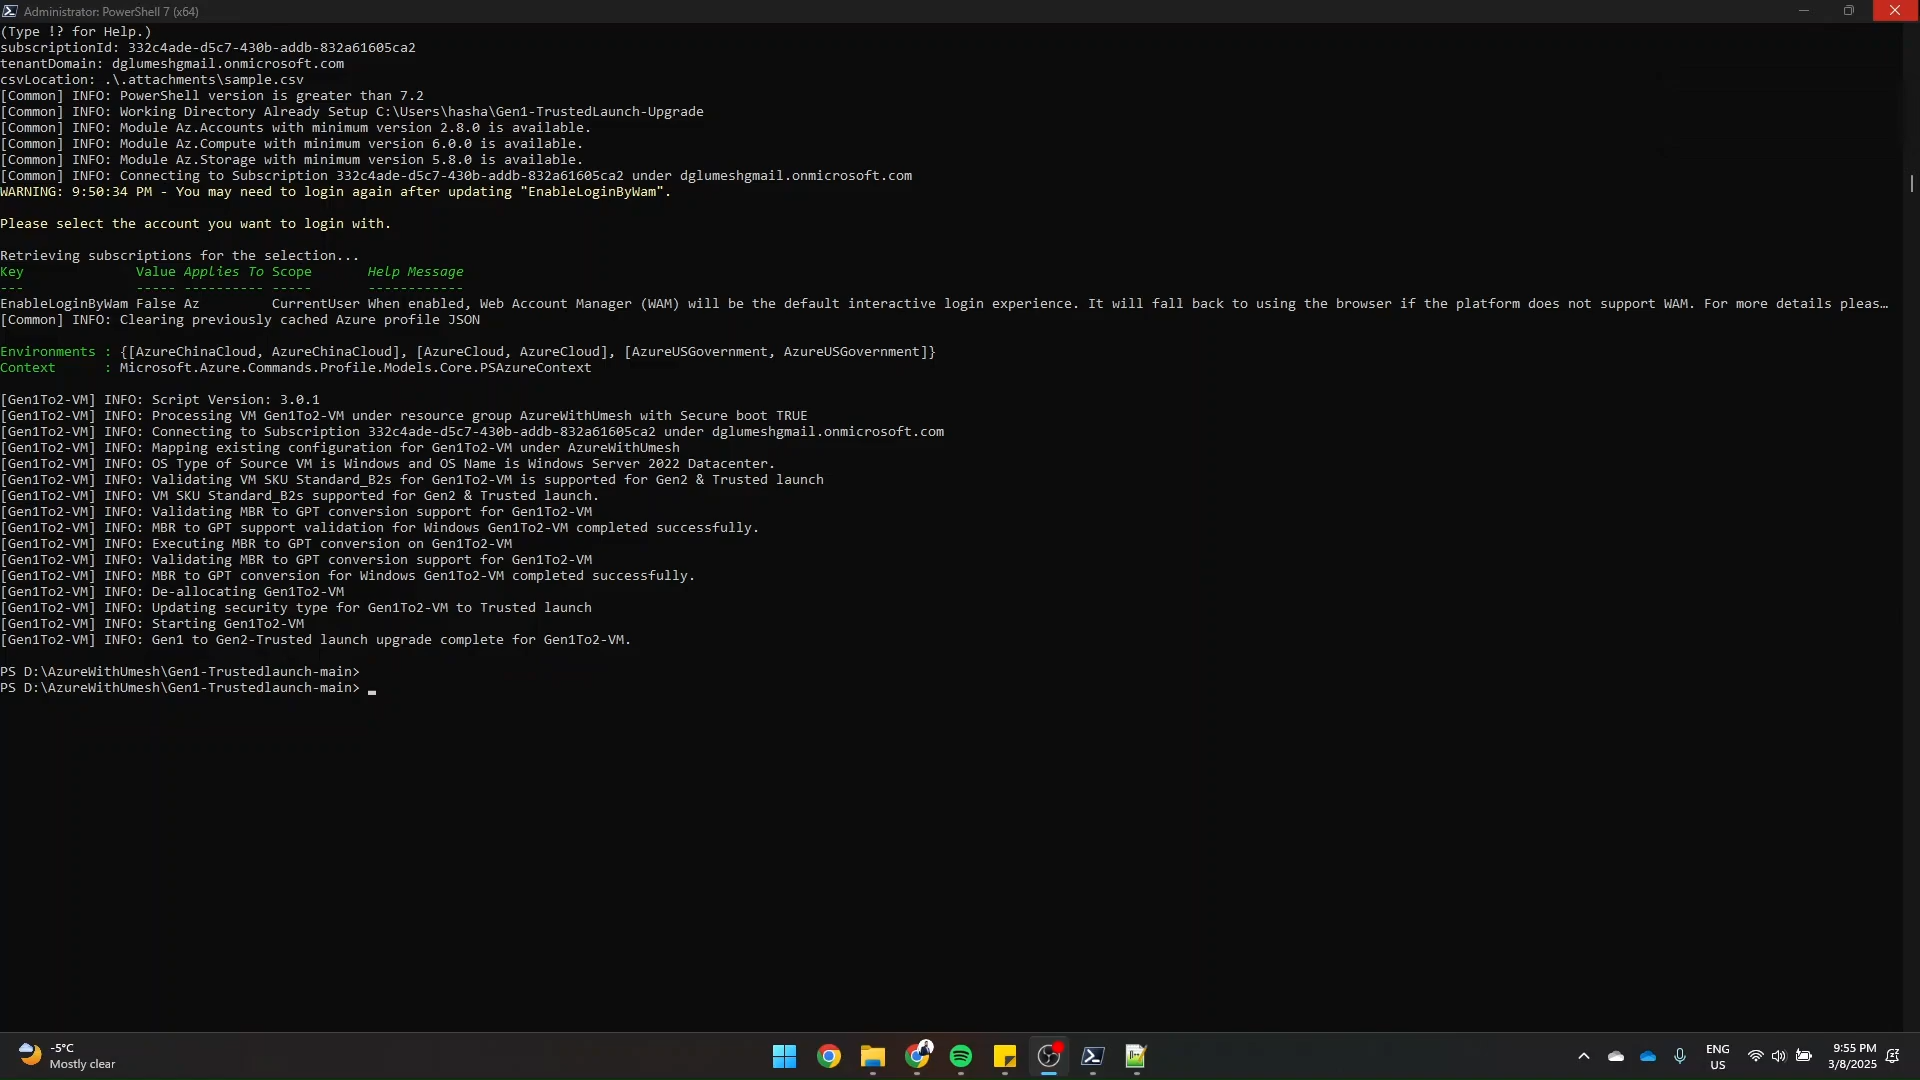 Administrator: PowerShell 7 (x64)
(Type !? for Help.)
subscriptionId: 332c4ade-d5c7-430b-addb-832a61605ca2
tenantDomain: dglumeshgmail.onmicrosoft.com
csvLocation: .\.attachments\sample.csv
[Common] INFO: PowerShell version is greater than 7.2
[Common] INFO: Working Directory Already Setup C:\Users\hasha\Gen1-TrustedLaunch-Upgrade
[Common] INFO: Module Az.Accounts with minimum version 2.8.0 is available.
[Common] INFO: Module Az.Compute with minimum version 6.0.0 is available.
[Common] INFO: Module Az.Storage with minimum version 5.8.0 is available.
[Common] INFO: Connecting to Subscription 332c4ade-d5c7-430b-addb-832a61605ca2 under dglumeshgmail.onmicrosoft.com
WARNING: 9:50:34 PM - You may need to login again after updating "EnableLoginByWam".
Please select the account you want to login with.
Retrieving subscriptions for the selection...
Key Value Applies To Scope Help Message
--- ----- ---------- ----- ------------
EnableLoginByWam False Az CurrentUser When enabled, Web Account Manager (WAM) will be the default interactive login experience. It will fall back to using the browser if the platform does not support WAM. For more details pleas…
[Common] INFO: Clearing previously cached Azure profile JSON
Environments : {[AzureChinaCloud, AzureChinaCloud], [AzureCloud, AzureCloud], [AzureUSGovernment, AzureUSGovernment]}
Context : Microsoft.Azure.Commands.Profile.Models.Core.PSAzureContext
[Gen1To2-VM] INFO: Script Version: 3.0.1
[Gen1To2-VM] INFO: Processing VM Gen1To2-VM under resource group AzureWithUmesh with Secure boot TRUE
[Gen1To2-VM] INFO: Connecting to Subscription 332c4ade-d5c7-430b-addb-832a61605ca2 under dglumeshgmail.onmicrosoft.com
[Gen1To2-VM] INFO: Mapping existing configuration for Gen1To2-VM under AzureWithUmesh
[Gen1To2-VM] INFO: OS Type of Source VM is Windows and OS Name is Windows Server 2022 Datacenter.
[Gen1To2-VM] INFO: Validating VM SKU Standard_B2s for Gen1To2-VM is supported for Gen2 & Trusted launch
[Gen1To2-VM] INFO: VM SKU Standard_B2s supported for Gen2 & Trusted launch.
[Gen1To2-VM] INFO: Validating MBR to GPT conversion support for Gen1To2-VM
[Gen1To2-VM] INFO: MBR to GPT support validation for Windows Gen1To2-VM completed successfully.
[Gen1To2-VM] INFO: Executing MBR to GPT conversion on Gen1To2-VM
[Gen1To2-VM] INFO: Validating MBR to GPT conversion support for Gen1To2-VM
[Gen1To2-VM] INFO: MBR to GPT conversion for Windows Gen1To2-VM completed successfully.
[Gen1To2-VM] INFO: De-allocating Gen1To2-VM
[Gen1To2-VM] INFO: Updating security type for Gen1To2-VM to Trusted launch
[Gen1To2-VM] INFO: Starting Gen1To2-VM
[Gen1To2-VM] INFO: Gen1 to Gen2-Trusted launch upgrade complete for Gen1To2-VM.
PS D:\AzureWithUmesh\Gen1-Trustedlaunch-main>
PS D:\AzureWithUmesh\Gen1-Trustedlaunch-main>
-5°C
Mostly clear
ENG
US
9:55 PM
3/8/2025